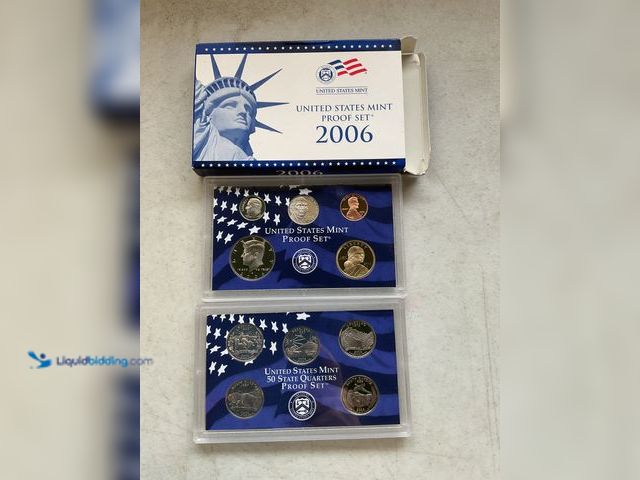 UNITED STATES MINT
UNITED STATES MINT
PROOF SET
2006
2006
UNITED STATES MINT
PROOF SET
UNITED STATES MINT
50 STATE QUARTERS
PROOF SET
Liquidbidding.com